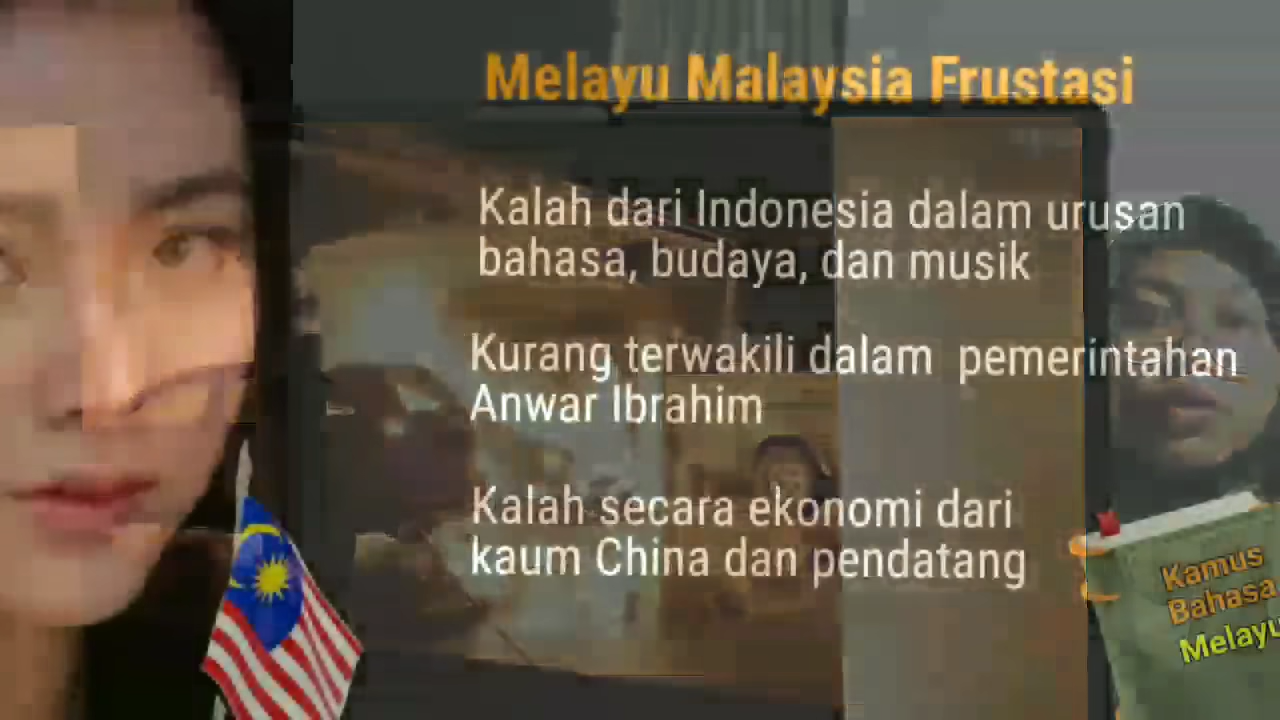 Melayu Malaysia Frustasi
Kalah dari Indonesia dalam urusan
bahasa, budaya, dan musik
Kurang terwakili dalam pemerintahan
Anwar Ibrahim
Kalah secara ekonomi dari
kaum China dan pendatang
Kamus
Bahasa
Melayu